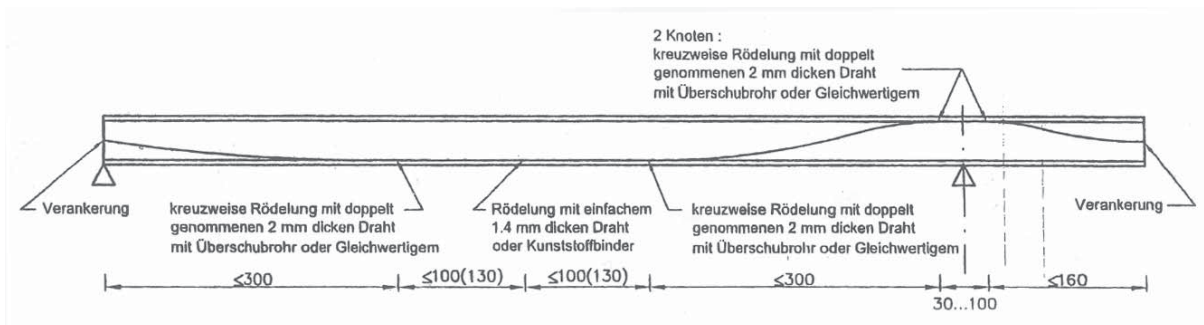 2 Knoten :
kreuzweise Rödelung mit doppelt
genommenen 2 mm dicken Draht
mit Überschubrohr oder Gleichwertigem
Verankerung
kreuzweise Rödelung mit doppelt
genommenen 2 mm dicken Draht
mit Überschubrohr oder Gleichwertigem
Rödelung mit einfachem
1.4 mm dicken Draht
oder Kunststoffbinder
kreuzweise Rödelung mit doppelt
genommenen 2 mm dicken Draht
mit Überschubrohr oder Gleichwertigem
Verankerung
≤300
≤100(130)
≤100(130)
≤300
30...100
≤160